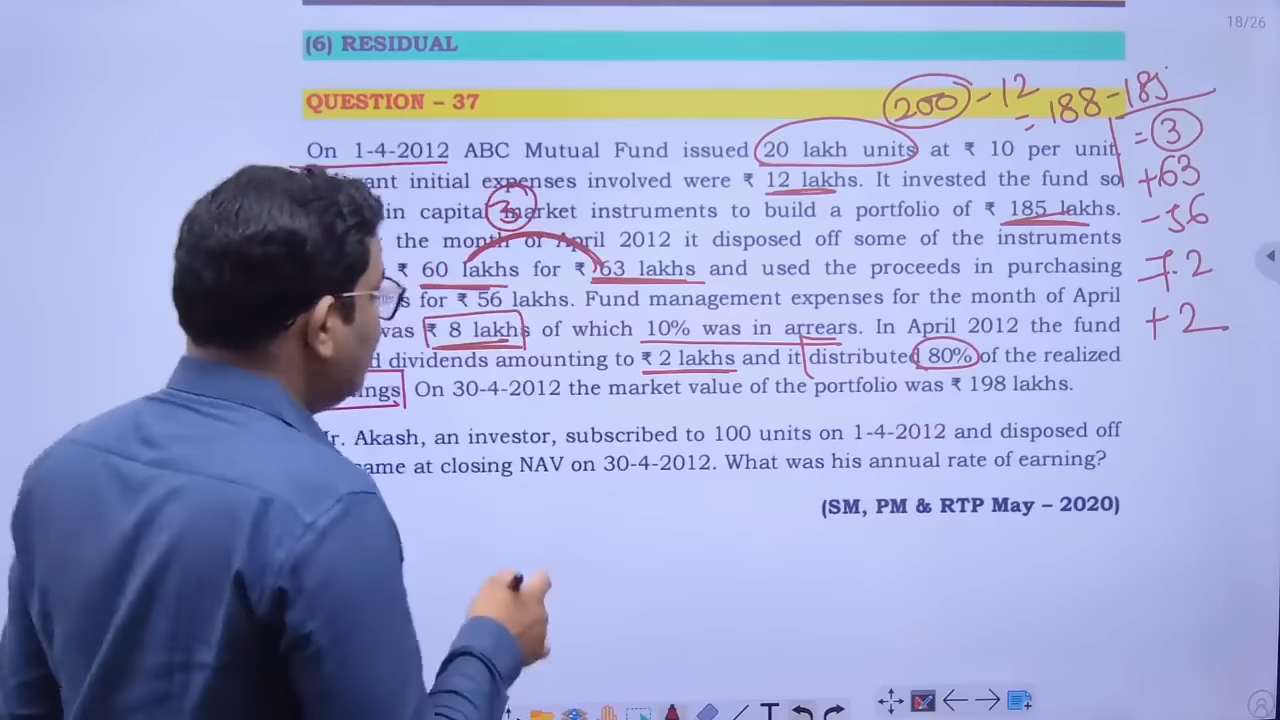 18/26
(6) RESIDUAL
QUESTION – 37
200 - 12
= 188 - 185
= 3
+63
-56
-7.2
+2
On 1-4-2012 ABC Mutual Fund issued 20 lakh units at ₹ 10 per unit.
initial expenses involved were ₹ 12 lakhs. It invested the fund so
in capital market instruments to build a portfolio of ₹ 185 lakhs.
3
the month of April 2012 it disposed off some of the instruments
₹ 60 lakhs for ₹ 63 lakhs and used the proceeds in purchasing
for ₹ 56 lakhs. Fund management expenses for the month of April
was ₹ 8 lakhs of which 10% was in arrears. In April 2012 the fund
dividends amounting to ₹ 2 lakhs and it distributed 80% of the realized
On 30-4-2012 the market value of the portfolio was ₹ 198 lakhs.
Akash, an investor, subscribed to 100 units on 1-4-2012 and disposed off
at closing NAV on 30-4-2012. What was his annual rate of earning?
(SM, PM & RTP May – 2020)
T